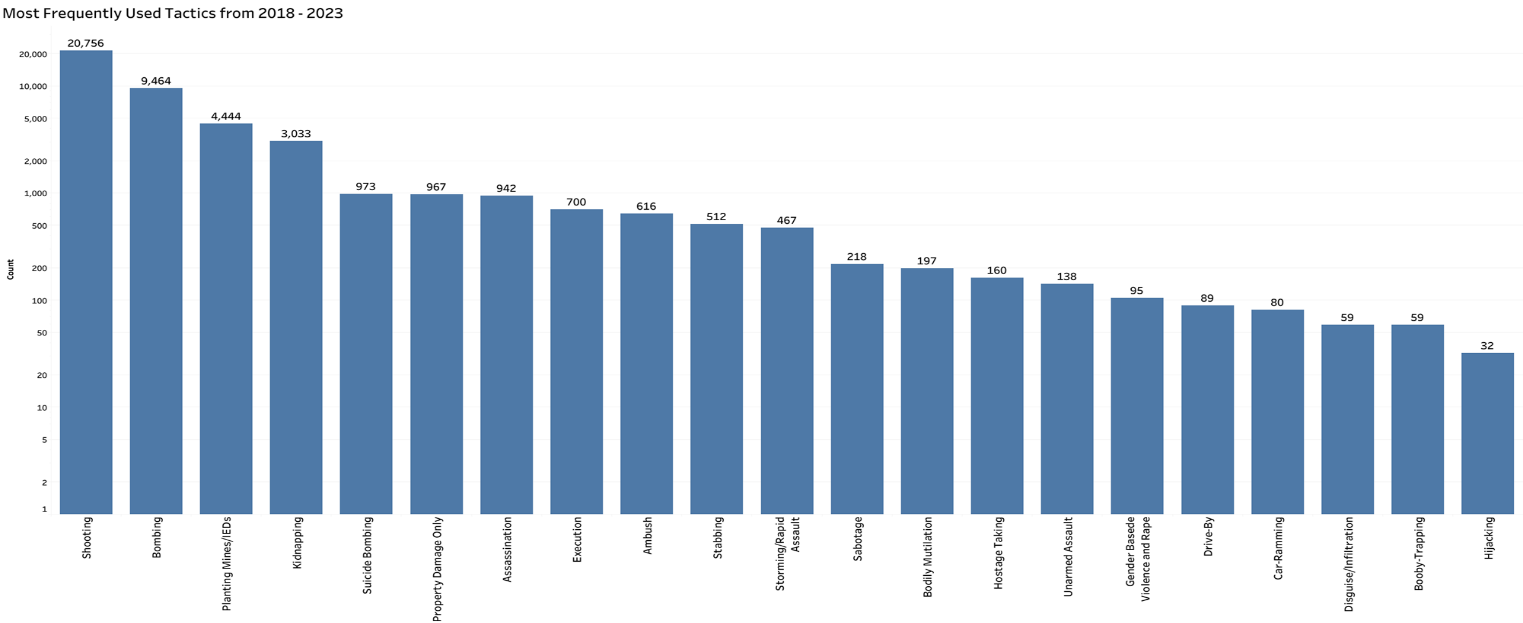 Most Frequently Used Tactics from 2018 - 2023
20,756
20,000
9,464
10,000
4,444
5,000
3,033
2,000
973
967
942
1,000
700
616
512
467
500
218
197
160
138
200
95
89
80
100
59
59
50
32
20
10
5
2
1
Count
Shooting
Bombing
Planting Mines/IEDs
Kidnapping
Suicide Bombing
Property Damage Only
Assassination
Execution
Ambush
Stabbing
Storming/Rapid
Assault
Sabotage
Bodily Mutilation
Hostage Taking
Unarmed Assault
Gender Basede
Violence and Rape
Drive-By
Car-Ramming
Disguise/Infiltration
Booby-Trapping
Hijacking